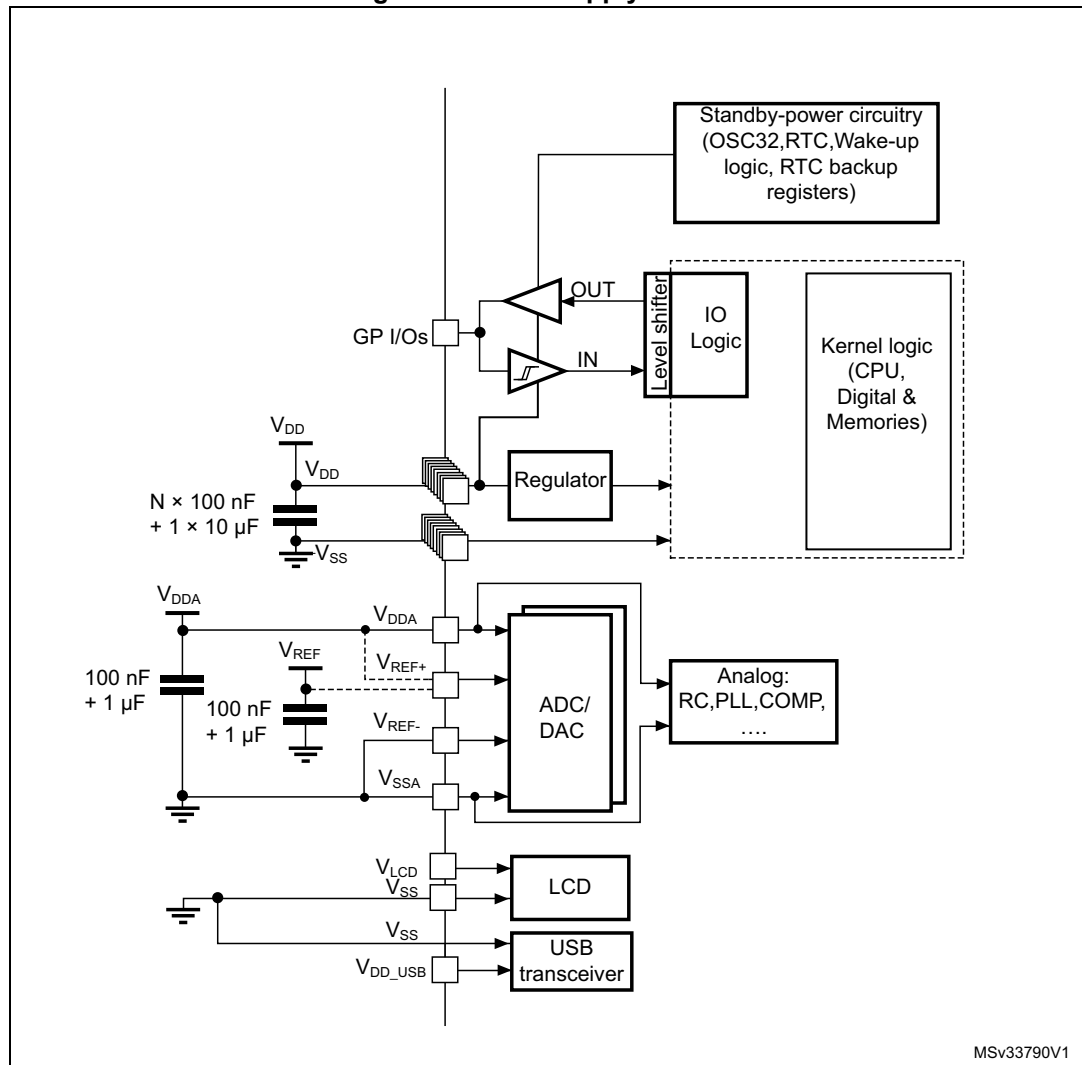 Standby-power circuitry
(OSC32,RTC,Wake-up
logic, RTC backup
registers)
OUT
GP I/Os
IN
Level shifter
IO
Logic
Kernel logic
(CPU,
Digital &
Memories)
VDD
VDD
Regulator
N × 100 nF
+ 1 × 10 µF
VSS
VDDA
VDDA
VREF
VREF+
100 nF
+ 1 µF
100 nF
+ 1 µF
VREF-
ADC/
DAC
Analog:
RC,PLL,COMP,
....
VSSA
VLCD
VSS
LCD
VSS
USB
transceiver
VDD_USB
MSv33790V1